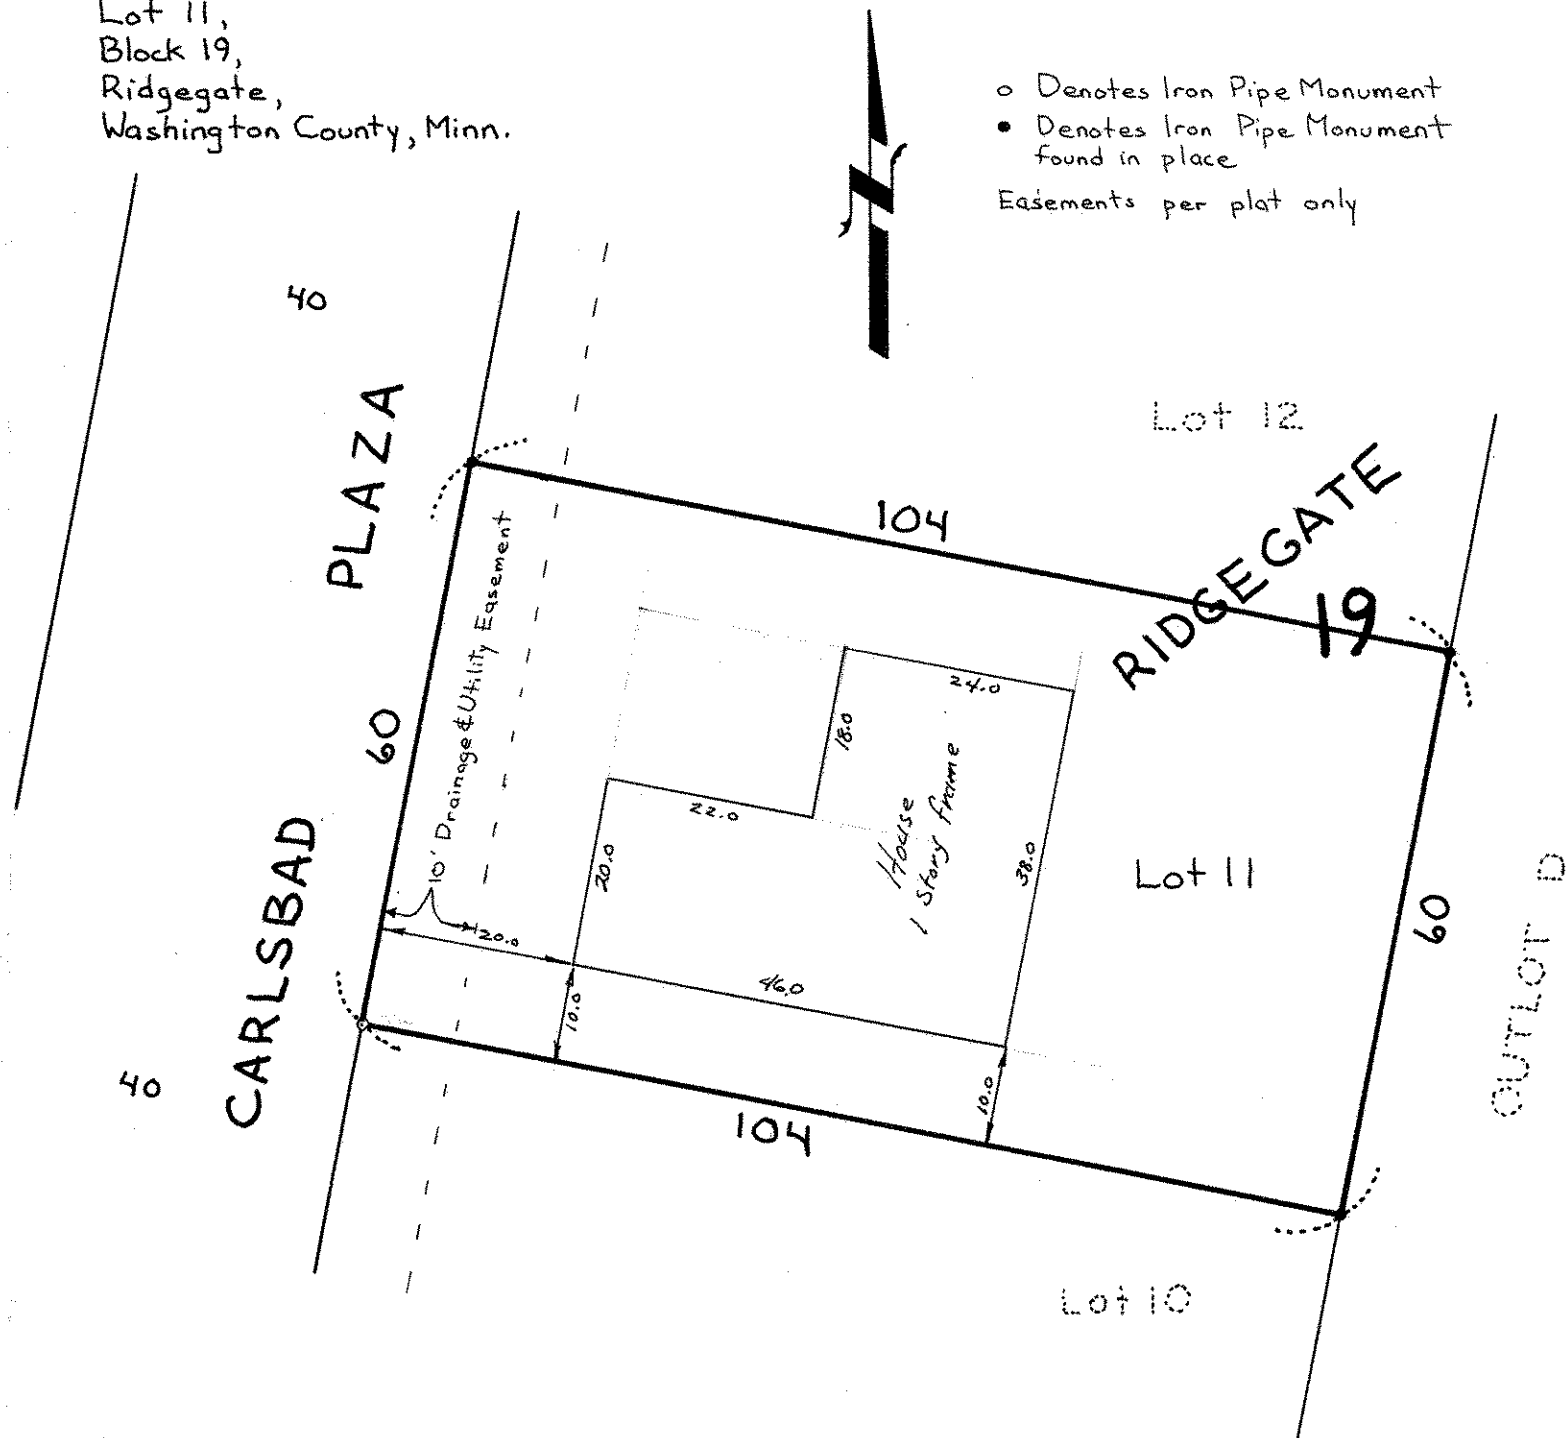 Lot 11,
Block 19,
Ridgegate,
Washington County, Minn.
o Denotes Iron Pipe Monument
● Denotes Iron Pipe Monument
found in place
Easements per plat only
40
PLAZA
Lot 12
104
RIDGEGATE
19
10' Drainage & Utility Easement
60
24.0
18.0
22.0
House
1 Story frame
20.0
38.0
Lot 11
CARLSBAD
20.0
46.0
10.0
10.0
60
OUTLOT D
40
104
Lot 10